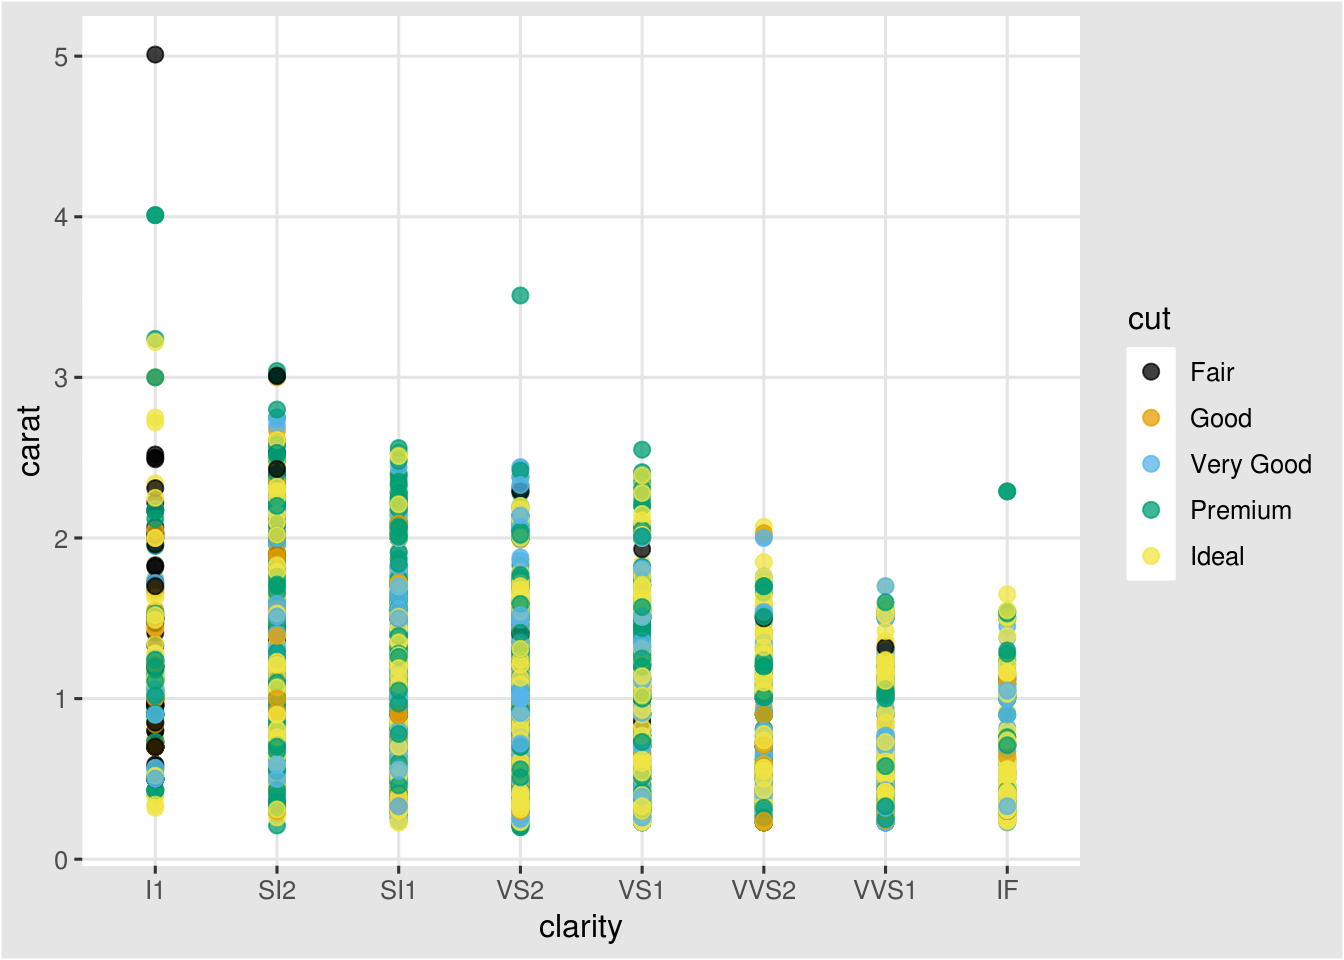 5
4
3
2
1
0
carat
I1 SI2 SI1 VS2 VS1 VVS2 VVS1 IF
clarity
cut
Fair
Good
Very Good
Premium
Ideal